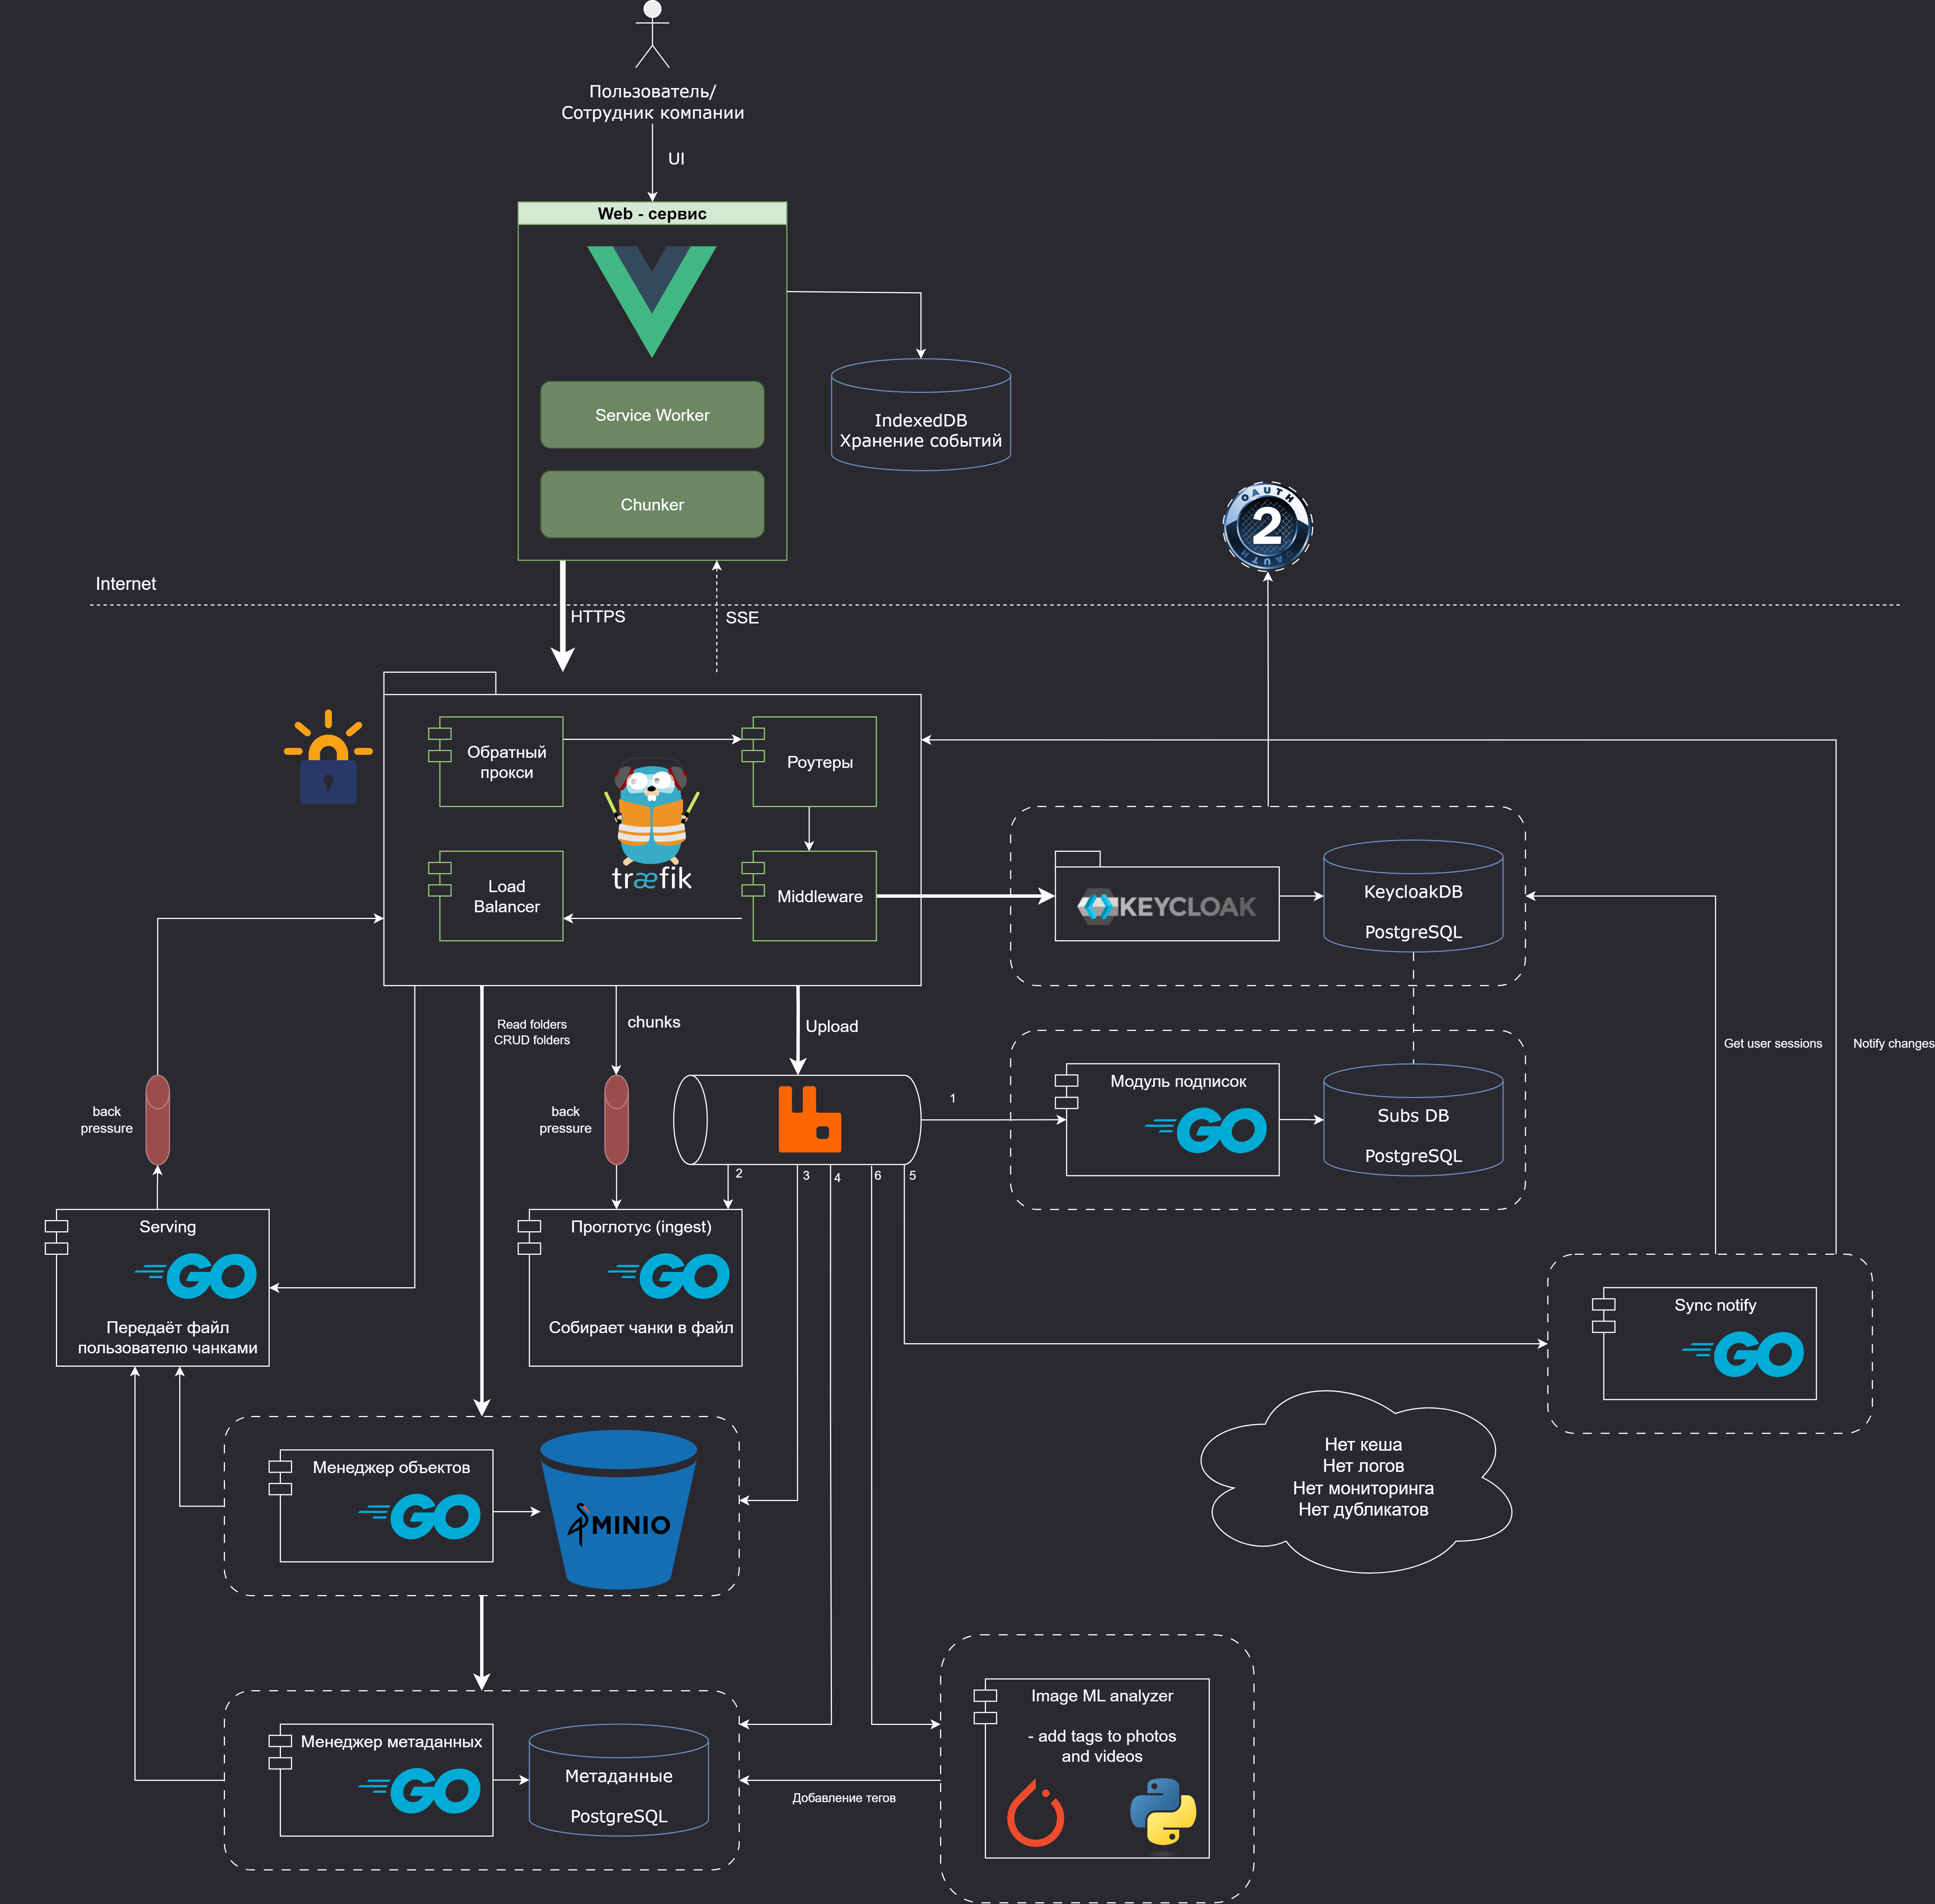 Пользователь/
Сотрудник компании
UI
Web - сервис
Service Worker
Chunker
IndexedDB
Хранение событий
OAUTH
2
OAUTH
Internet
HTTPS
SSE
Обратный
прокси
Роутеры
træfik
Load
Balancer
Middleware
KEYCLOAK
KeycloakDB
PostgreSQL
Read folders
CRUD folders
chunks
Upload
Get user sessions
Notify changes
back
pressure
back
pressure
1
Модуль подписок
GO
Subs DB
PostgreSQL
2
3
4
6
5
Serving
GO
Передаёт файл
пользователю чанками
Проглотус (ingest)
GO
Собирает чанки в файл
Sync notify
GO
Нет кеша
Нет логов
Нет мониторинга
Нет дубликатов
Менеджер объектов
GO
MINIO
Image ML analyzer
- add tags to photos
and videos
Менеджер метаданных
GO
Метаданные
PostgreSQL
Добавление тегов